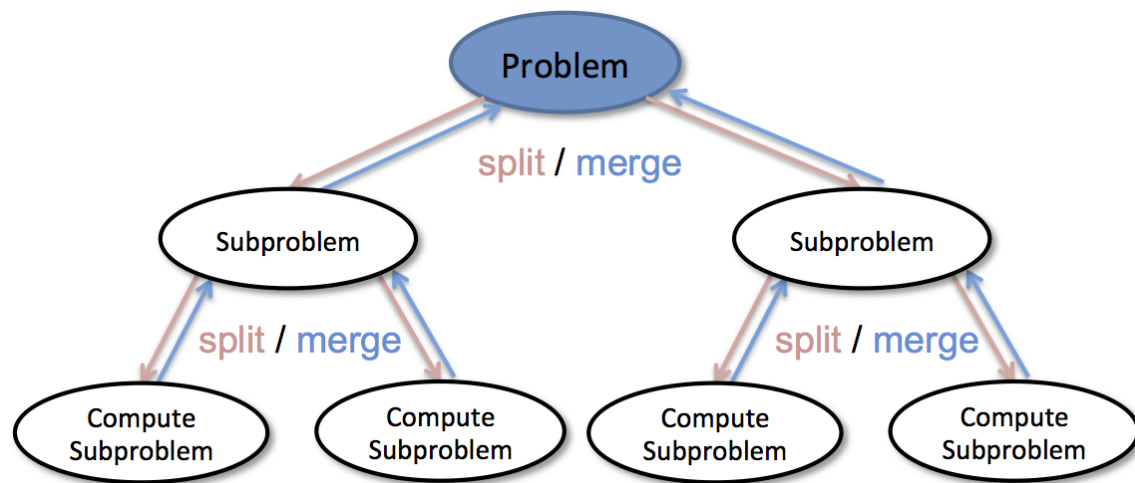 Problem
split / merge
Subproblem
Subproblem
split / merge
split / merge
Compute
Subproblem
Compute
Subproblem
Compute
Subproblem
Compute
Subproblem